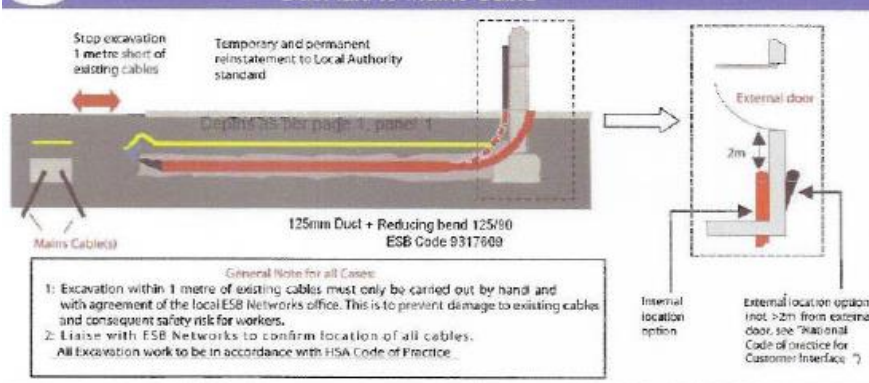 Stop excavation
1 metre short of
existing cables
Temporary and permanent
reinstatement to Local Authority
standard
Depths as per page 1, panel 1
External door
2m
Mains Cable(s)
125mm Duct + Reducing bend 125/90
ESB Code 9317609
General Note for all Cases:
1: Excavation within 1 metre of existing cables must only be carried out by hand and
with agreement of the local ESB Networks office. This is to prevent damage to existing cables
and consequent safety risk for workers.
2: Liaise with ESB Networks to confirm location of all cables.
All Excavation work to be in accordance with HSA Code of Practice
Internal
location
option
External location option
(not >2m from externa
door, see "National
Code of practice for
Customer Interface ")